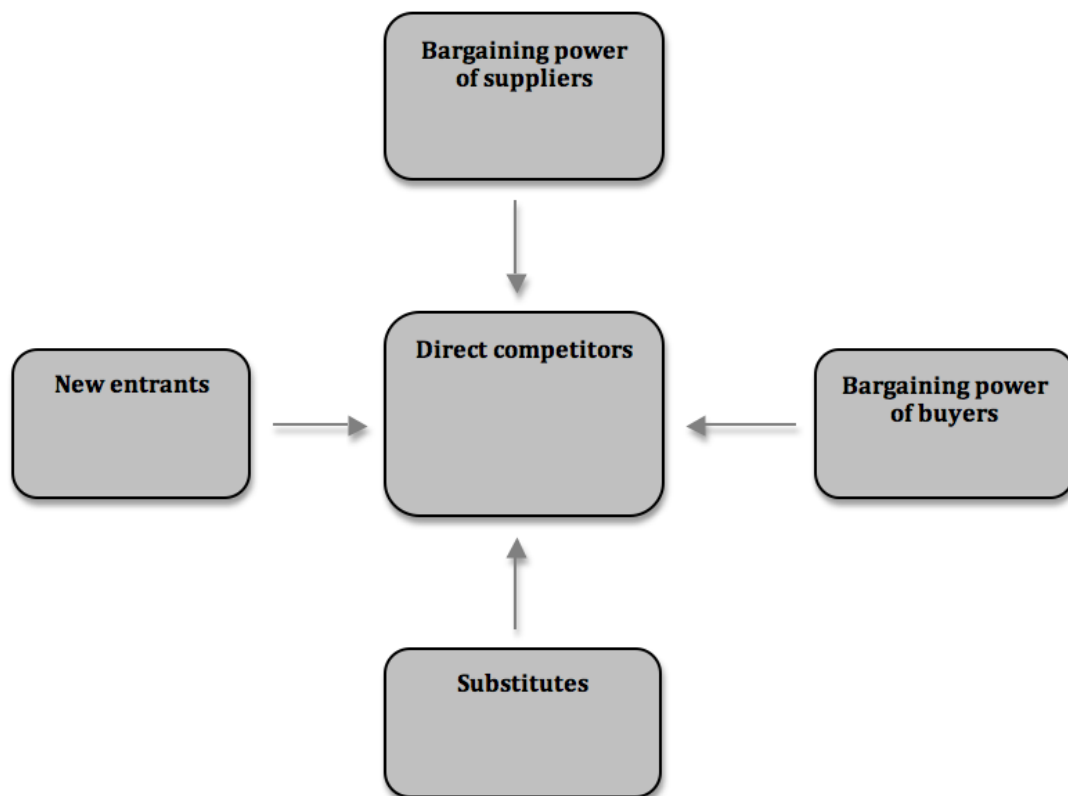 Bargaining power
of suppliers
Direct competitors
New entrants
Bargaining power
of buyers
Substitutes